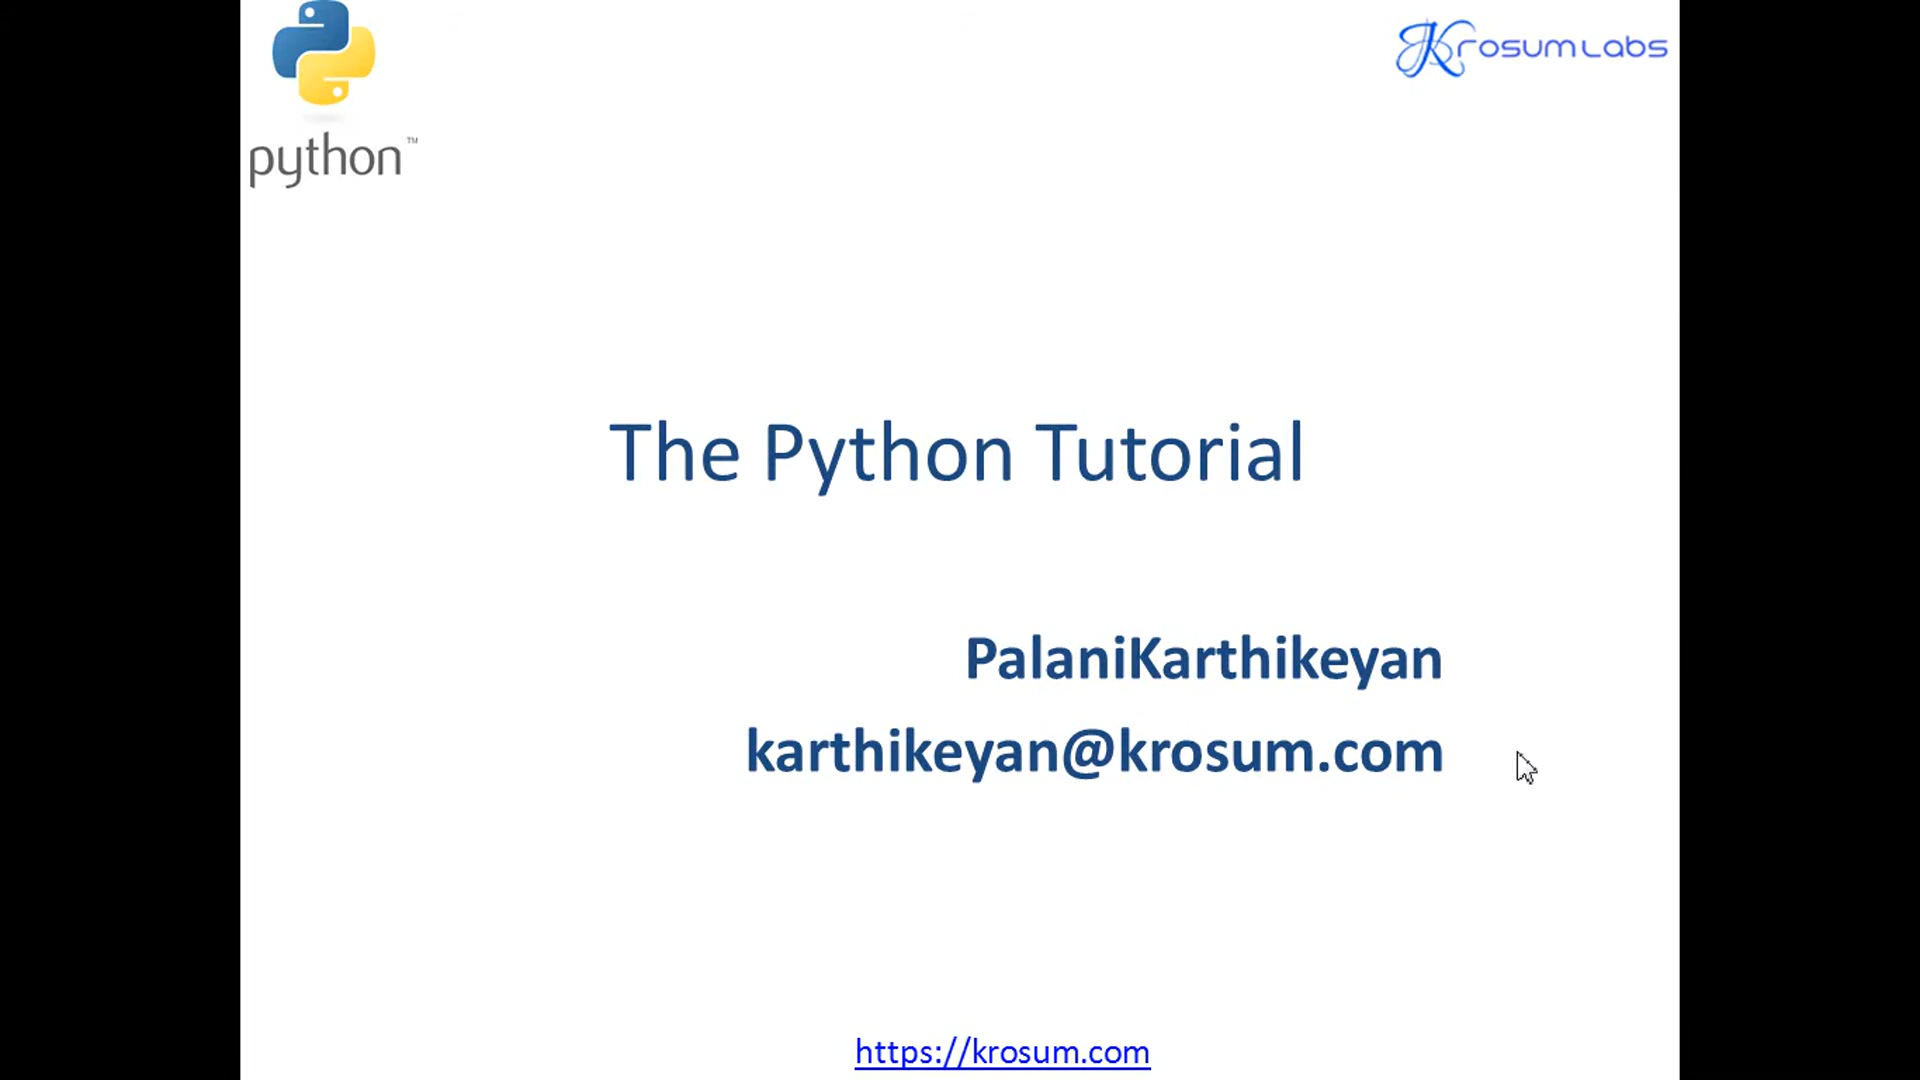 python™
Krosum Labs
The Python Tutorial
PalaniKarthikeyan
karthikeyan@krosum.com
https://krosum.com